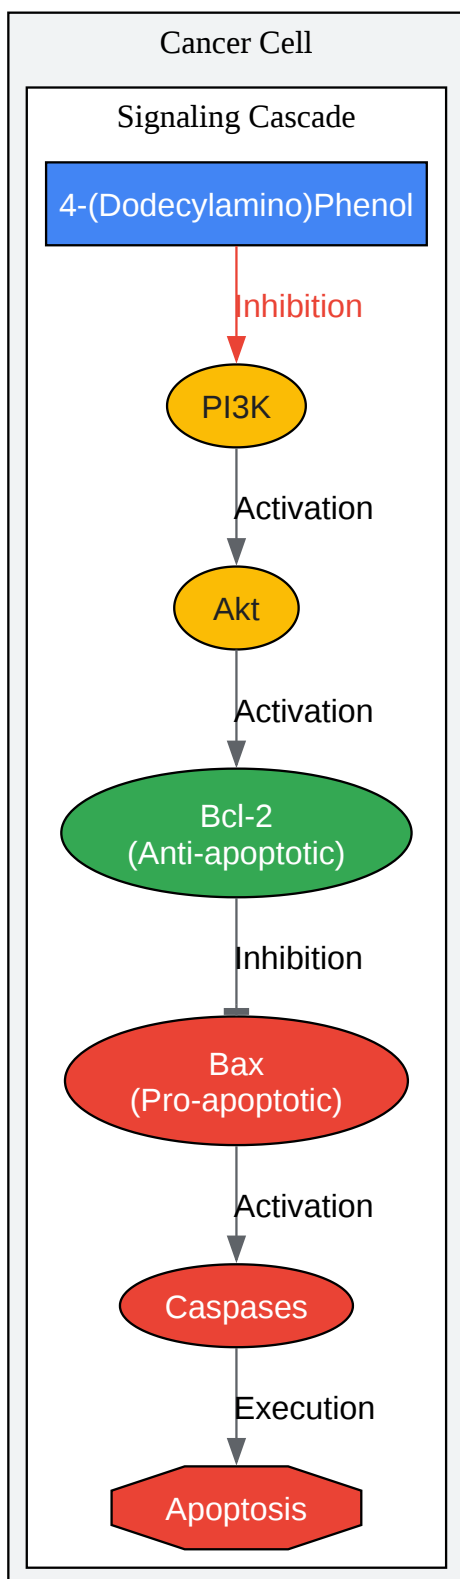 Cancer Cell
Signaling Cascade
4-(Dodecylamino)Phenol
Inhibition
PI3K
Activation
Akt
Activation
Bcl-2
(Anti-apoptotic)
Inhibition
Bax
(Pro-apoptotic)
Activation
Caspases
Execution
Apoptosis